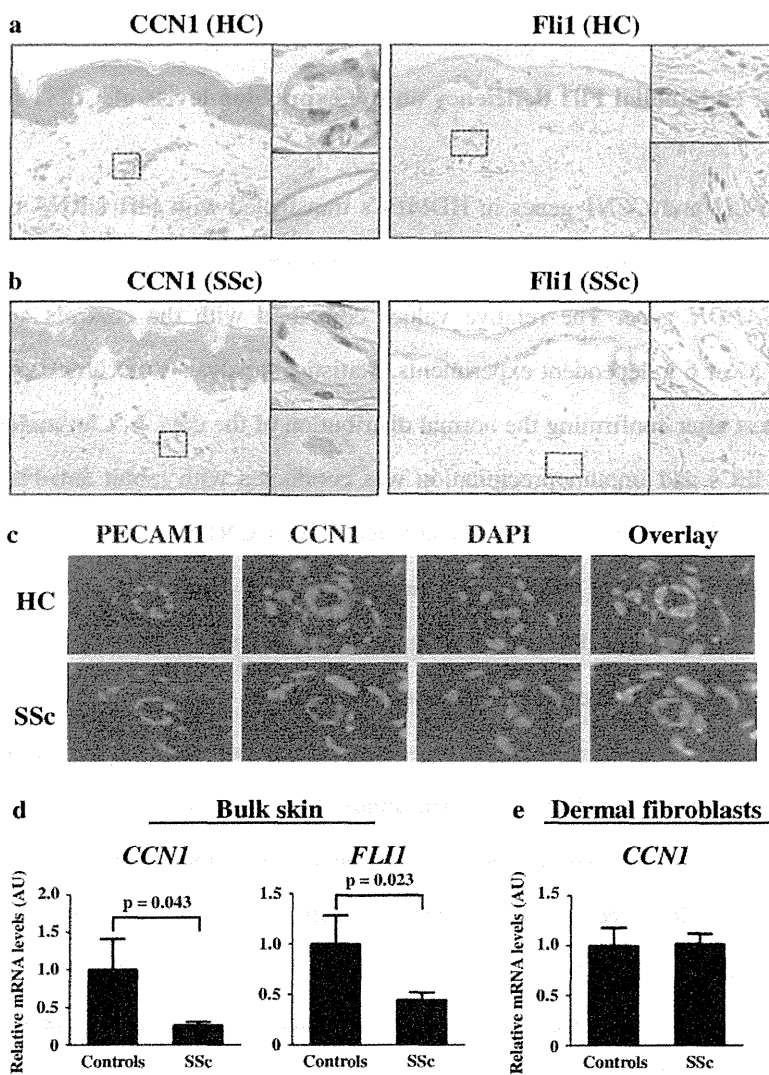 a
CCN1 (HC)
Fli1 (HC)
b
CCN1 (SSc)
Fli1 (SSc)
c
PECAM1 CCN1 DAPI Overlay
HC
SSc
d
Bulk skin
e
Dermal fibroblasts
CCN1
FLI1
CCN1
Relative mRNA levels (AU)
2.0
1.5
1.0
0.5
0
p = 0.043
Controls SSc
1.5
1.0
0.5
0
p = 0.023
Controls SSc
Relative mRNA levels (AU)
1.5
1.0
0.5
0
Controls SSc